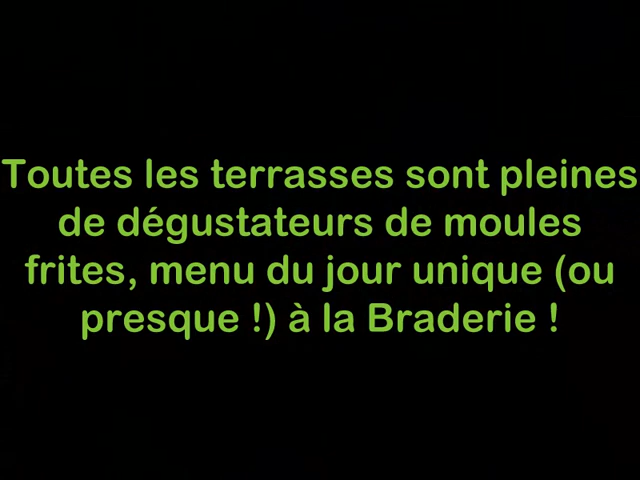 Toutes les terrasses sont pleines
de dégustateurs de moules
frites, menu du jour unique (ou
presque !) à la Braderie !